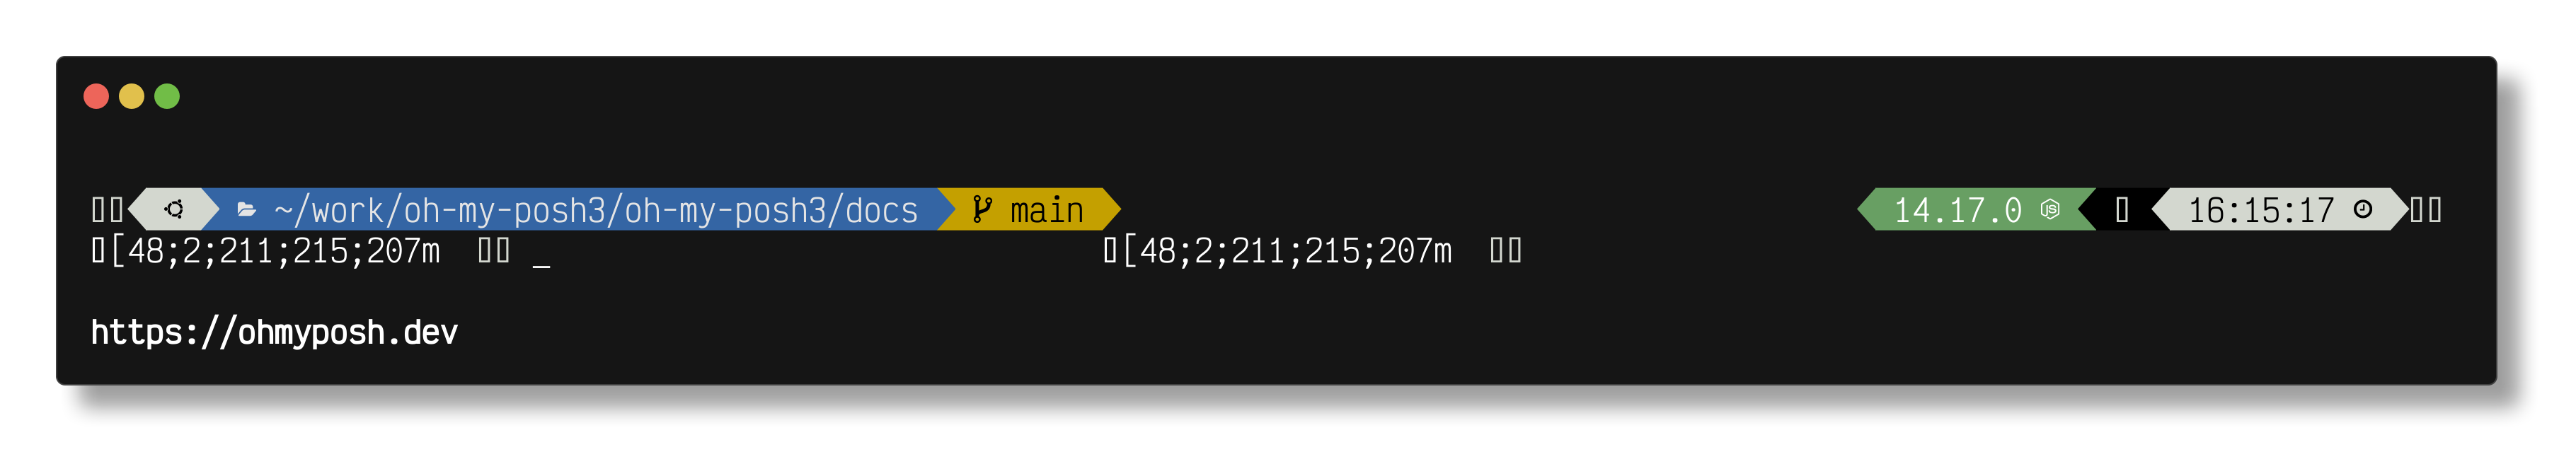 ~/work/oh-my-posh3/oh-my-posh3/docs main 14.17.0 16:15:17
[48;2;211;215;207m _ [48;2;211;215;207m
https://ohmyposh.dev